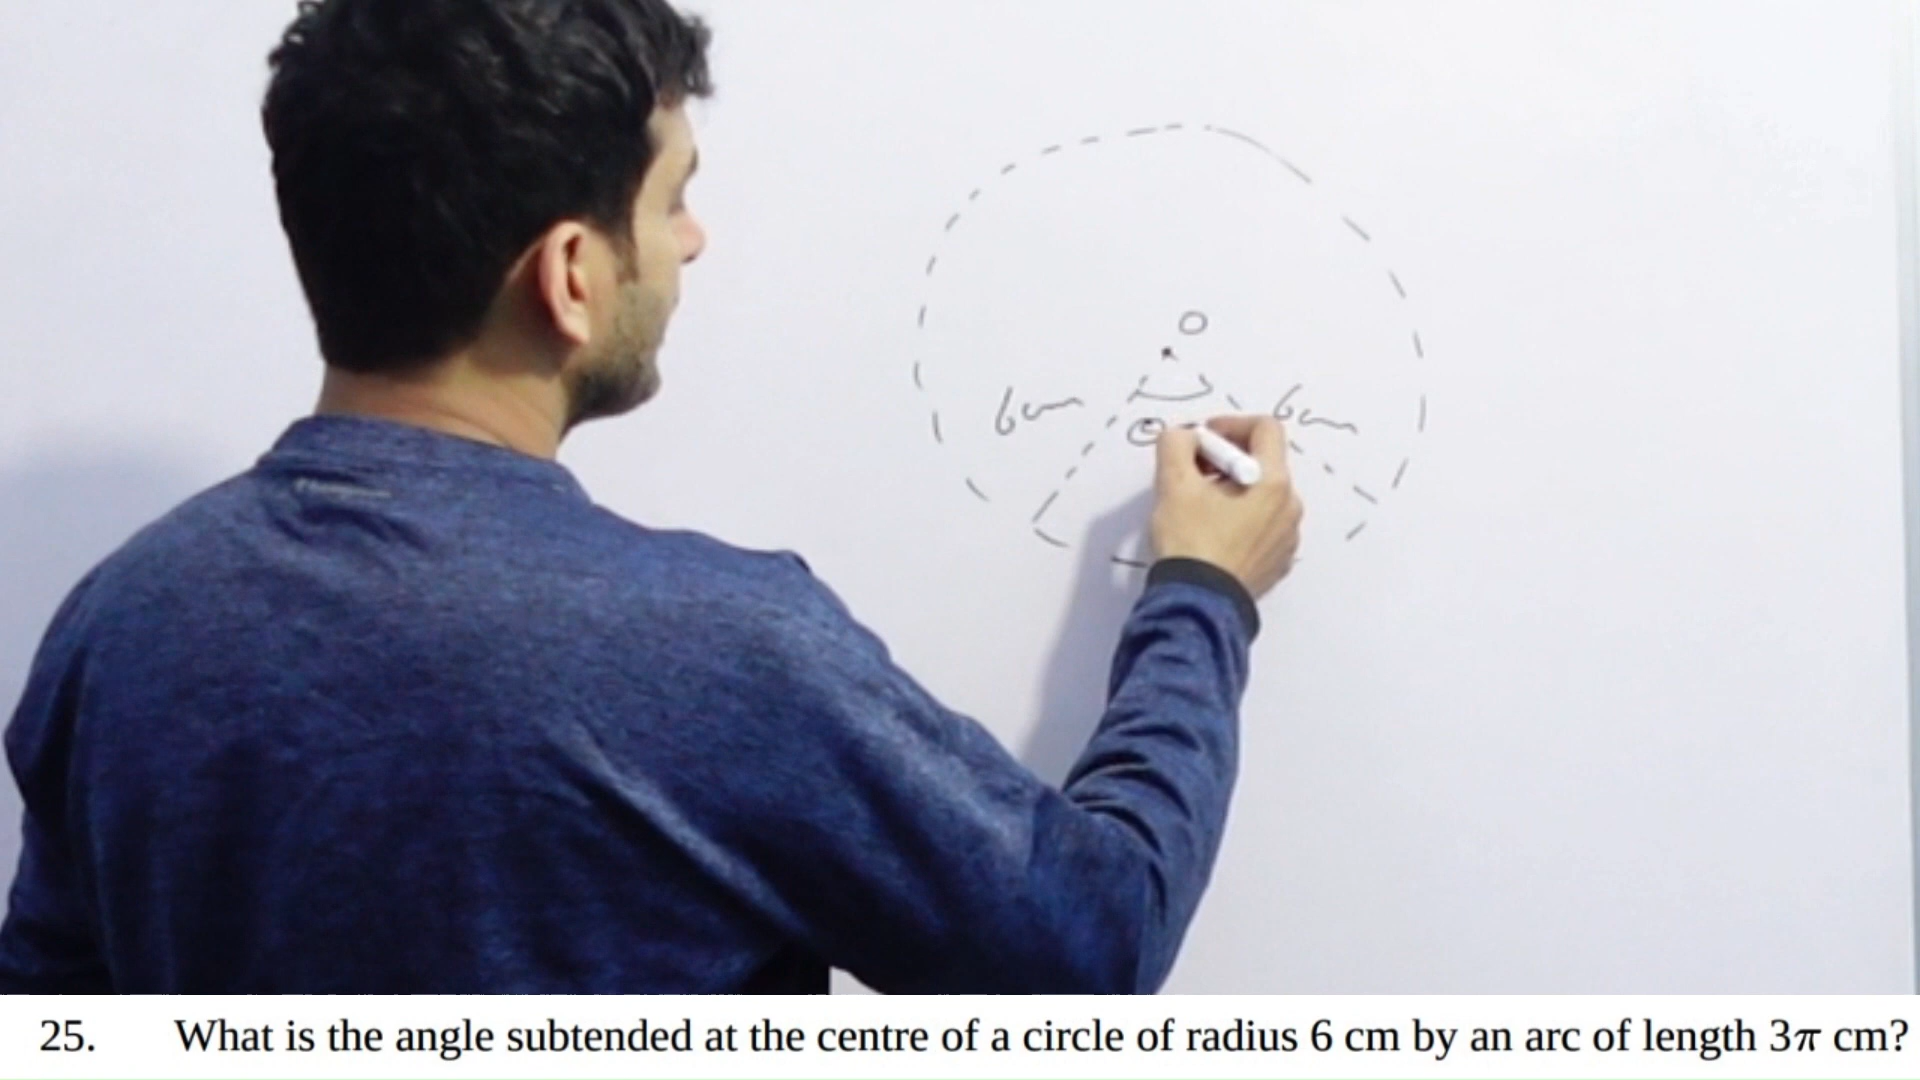 O
6cm 6cm
Θ
25. What is the angle subtended at the centre of a circle of radius 6 cm by an arc of length 3π cm?